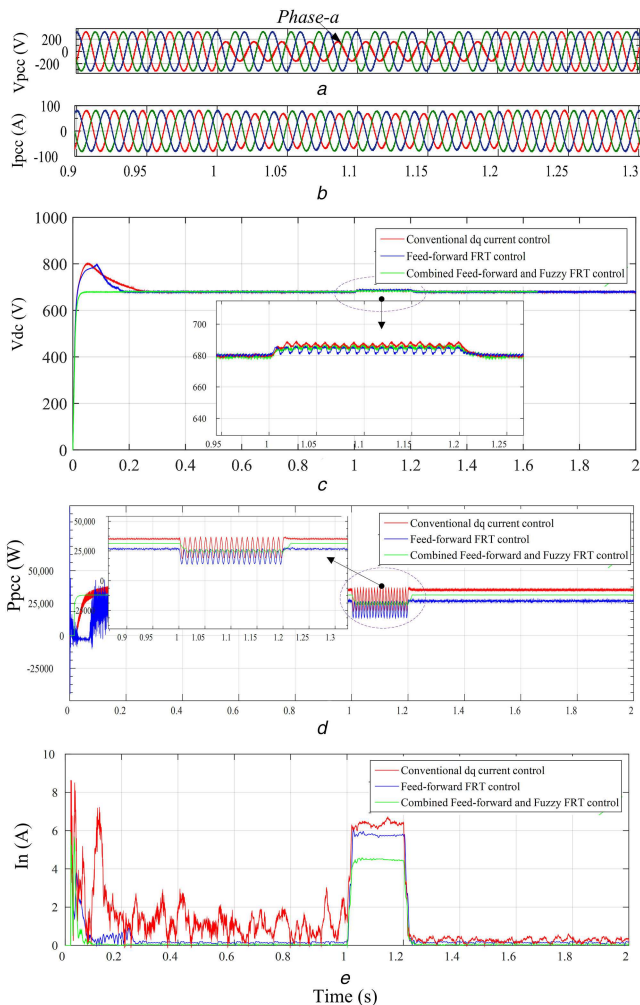 Phase-a
Vpcc (V)
200
0
-200
a
Ipcc (A)
100
0
-100
0.9 0.95 1 1.05 1.1 1.15 1.2 1.25 1.3
b
Vdc (V)
1000
800
600
400
200
0
Conventional dq current control
Feed-forward FRT control
Combined Feed-forward and Fuzzy FRT control
700
680
660
640
0.95 1 1.05 1.1 1.15 1.2 1.25
0 0.2 0.4 0.6 0.8 1 1.2 1.4 1.6 1.8 2
c
Ppcc (W)
50,000
25,000
0
-25,000
50,000
25,000
0
0.9 0.95 1 1.05 1.1 1.15 1.2 1.3
Conventional dq current control
Feed-forward FRT control
Combined Feed-forward and Fuzzy FRT control
0 0.2 0.4 0.6 0.8 1 1.2 1.4 1.6 1.8 2
d
In (A)
10
8
6
4
2
0
Conventional dq current control
Feed-forward FRT control
Combined Feed-forward and Fuzzy FRT control
0 0.2 0.4 0.6 0.8 1 1.2 1.4 1.6 1.8 2
e
Time (s)